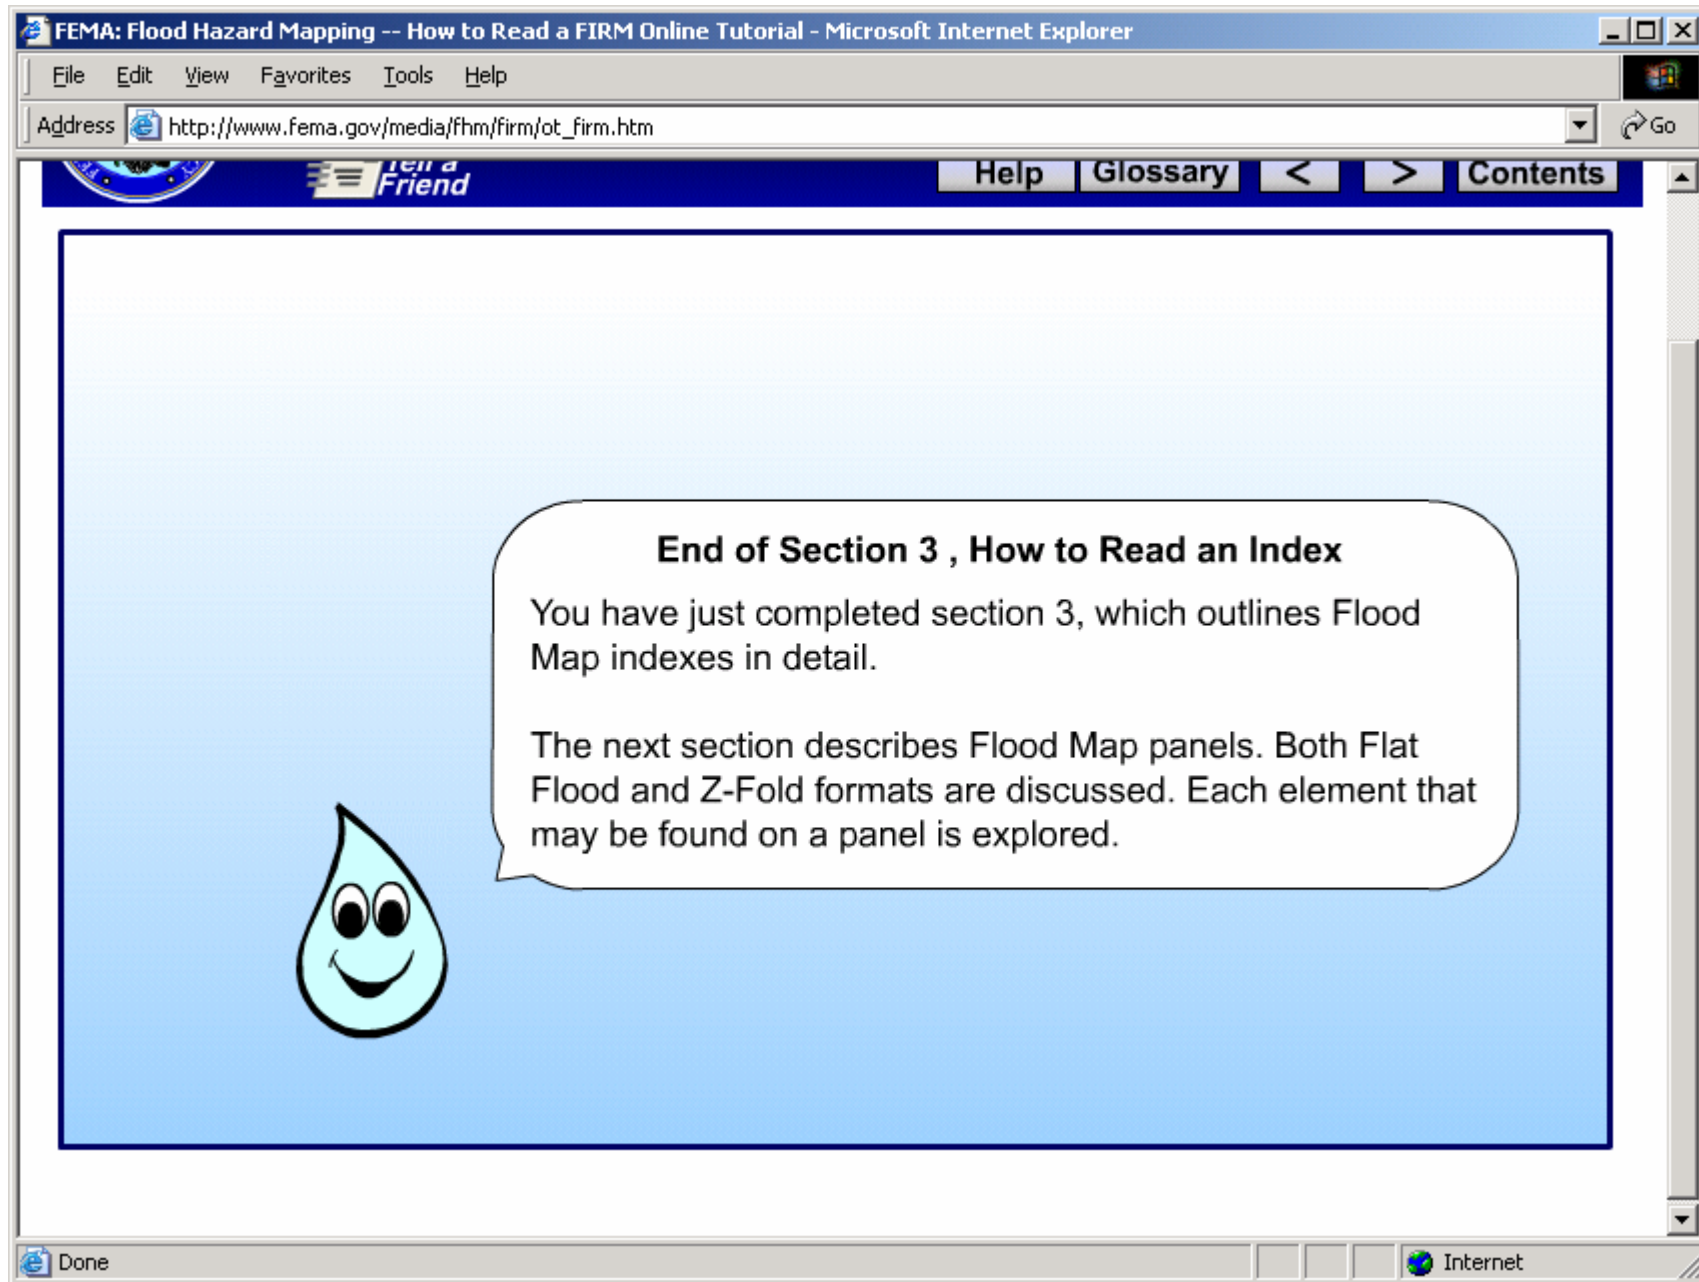 FEMA: Flood Hazard Mapping -- How to Read a FIRM Online Tutorial - Microsoft Internet Explorer
File Edit View Favorites Tools Help
Address http://www.fema.gov/media/fhm/firm/ot_firm.htm Go
Tell a
Friend
Help Glossary < > Contents
End of Section 3 , How to Read an Index
You have just completed section 3, which outlines Flood
Map indexes in detail.
The next section describes Flood Map panels. Both Flat
Flood and Z-Fold formats are discussed. Each element that
may be found on a panel is explored.
Done Internet